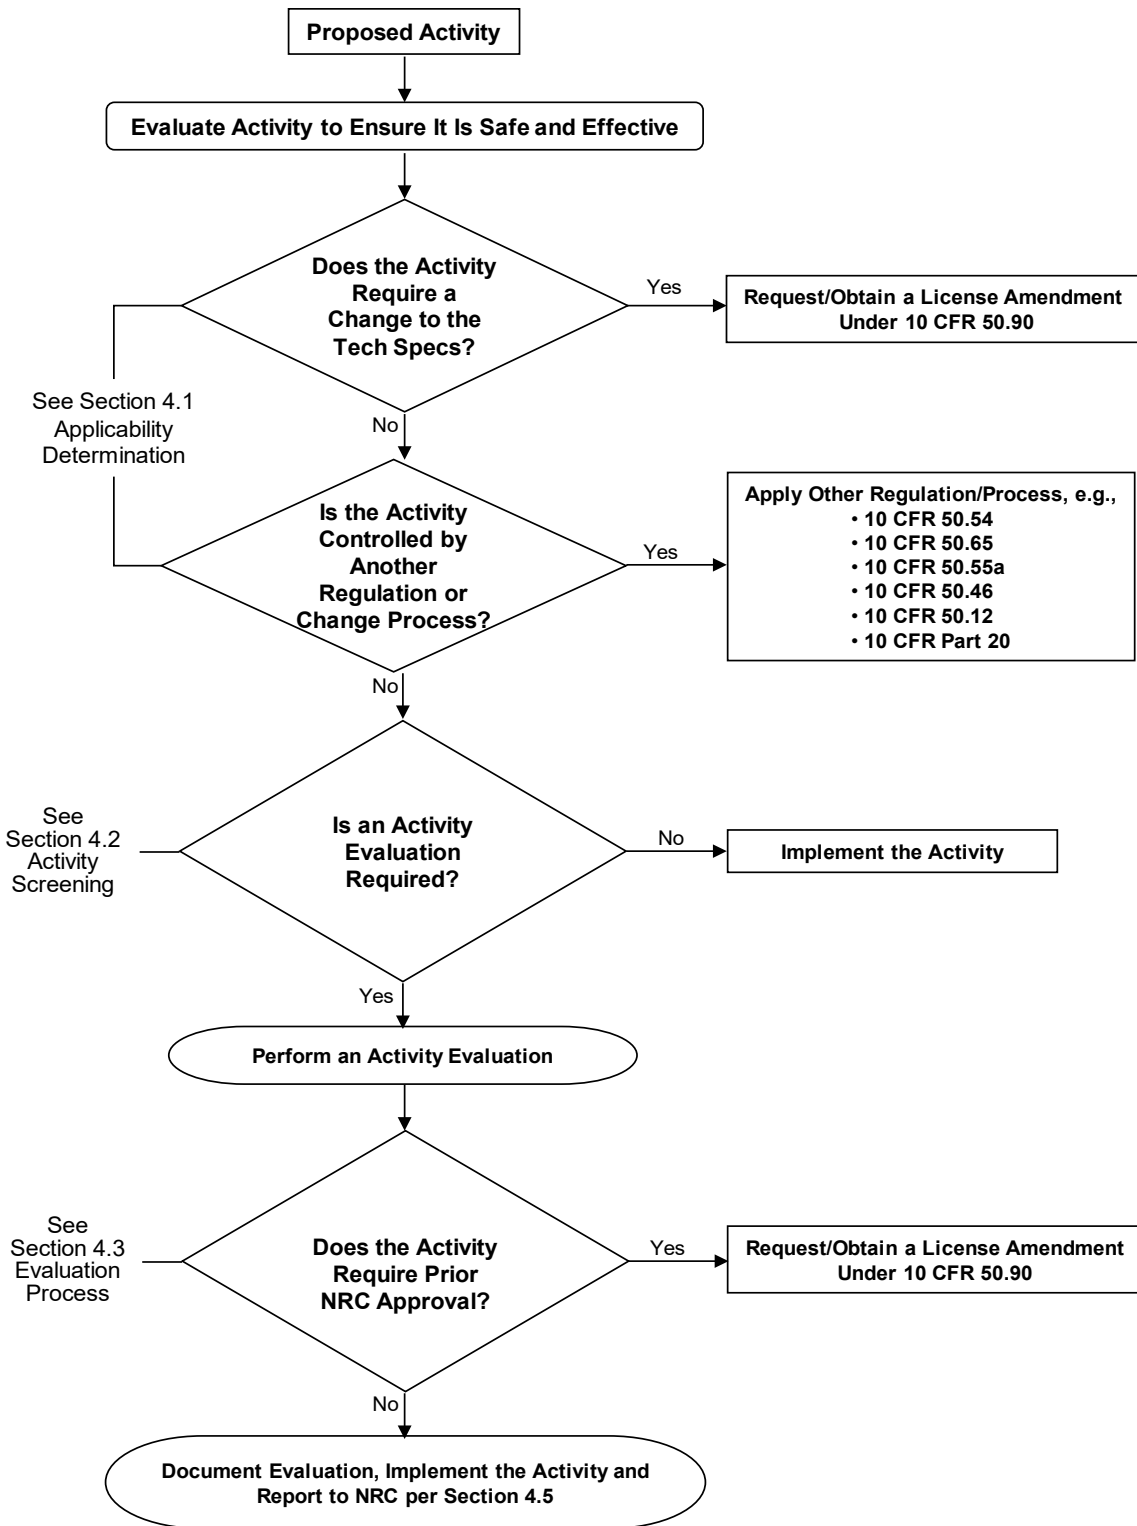 Proposed Activity
Evaluate Activity to Ensure It Is Safe and Effective
Does the Activity
Require a
Change to the
Tech Specs?
Yes
Request/Obtain a License Amendment
Under 10 CFR 50.90
See Section 4.1
Applicability
Determination
No
Is the Activity
Controlled by
Another
Regulation or
Change Process?
Yes
Apply Other Regulation/Process, e.g.,
• 10 CFR 50.54
• 10 CFR 50.65
• 10 CFR 50.55a
• 10 CFR 50.46
• 10 CFR 50.12
• 10 CFR Part 20
No
See
Section 4.2
Activity
Screening
Is an Activity
Evaluation
Required?
No
Implement the Activity
Yes
Perform an Activity Evaluation
See
Section 4.3
Evaluation
Process
Does the Activity
Require Prior
NRC Approval?
Yes
Request/Obtain a License Amendment
Under 10 CFR 50.90
No
Document Evaluation, Implement the Activity and
Report to NRC per Section 4.5